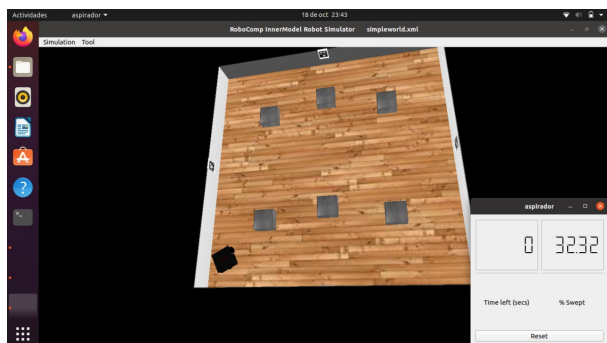 Actividades aspirador 18 de oct 23:43
RoboComp InnerModel Robot Simulator simpleworld.xml
Simulation Tool
aspirador
0 32.32
Time left (secs) % Swept
Reset